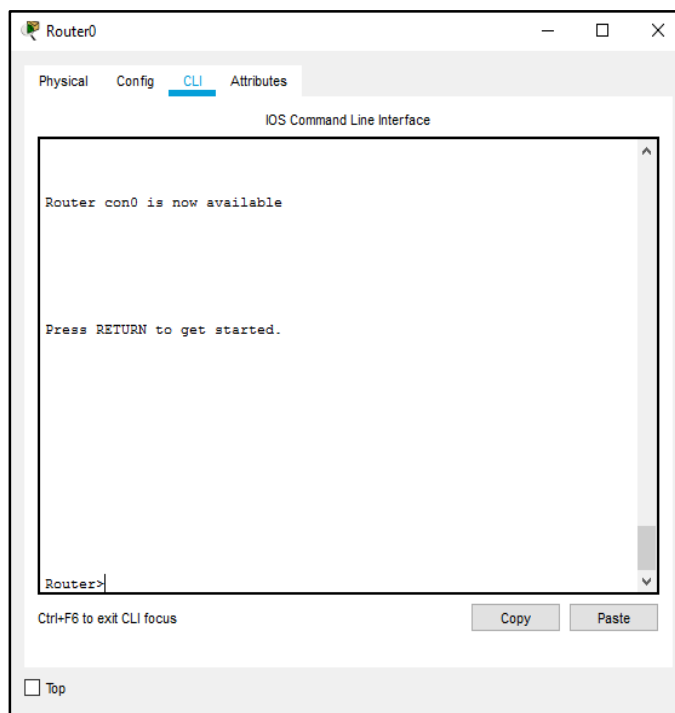 Router0
Physical Config CLI Attributes
IOS Command Line Interface
Router con0 is now available
Press RETURN to get started.
Router>
Ctrl+F6 to exit CLI focus
Copy Paste
Top